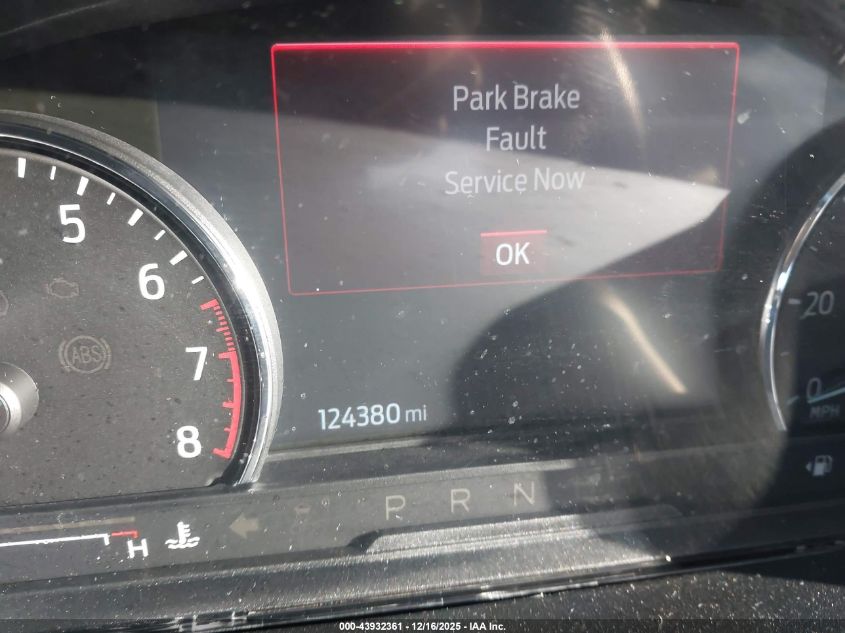 Park Brake
Fault
Service Now
OK
5
6
7
8
ABS
20
0
MPH
124380 mi
P R N
H
000-43932361 - 12/16/2025 - IAA Inc.